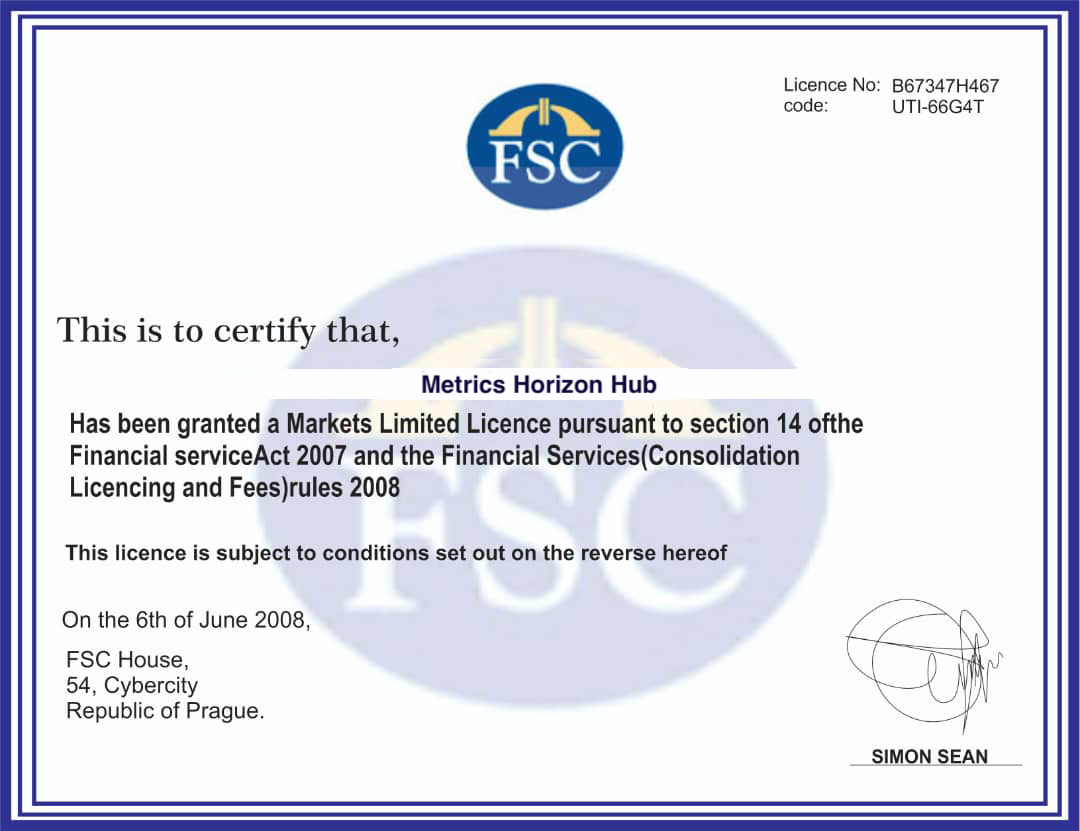 Licence No: B67347H467
code: UTI-66G4T
FSC
This is to certify that,
Metrics Horizon Hub
Has been granted a Markets Limited Licence pursuant to section 14 ofthe
Financial serviceAct 2007 and the Financial Services(Consolidation
Licencing and Fees)rules 2008
FSC
This licence is subject to conditions set out on the reverse hereof
On the 6th of June 2008,
FSC House,
54, Cybercity
Republic of Prague.
SIMON SEAN